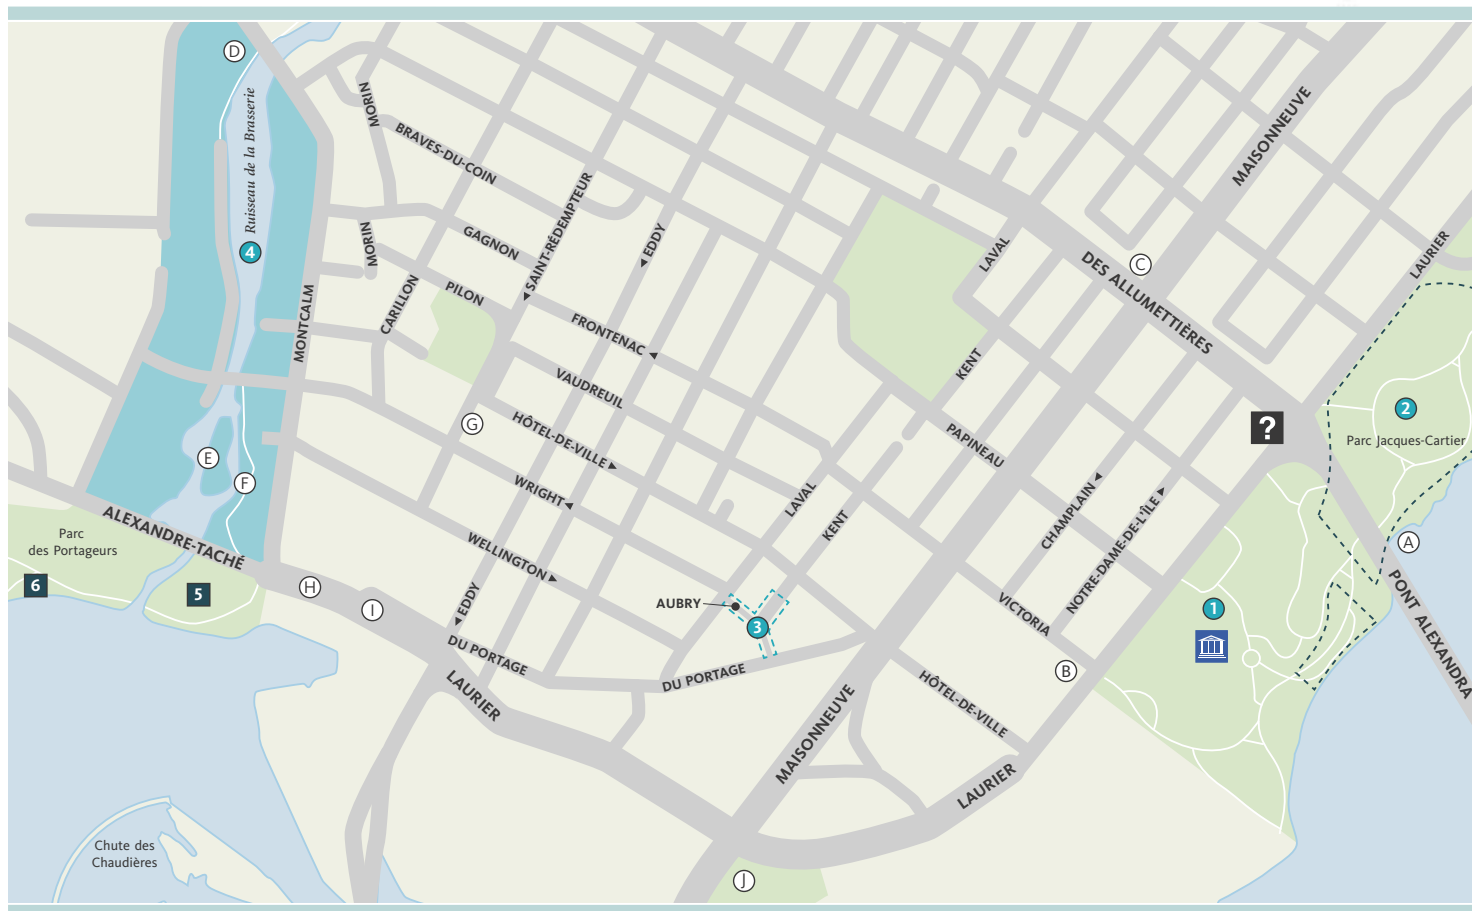 D
Ruisseau de la Brasserie
MORIN
BRAVES-DU-COIN
MAISONNEUVE
SAINT-RÉDEMPTEUR
4
MORIN
GAGNON
EDDY
LAVAL
C
LAURIER
DES ALLUMETTIÈRES
PILON
CARILLON
MONTCALM
FRONTENAC
KENT
VAUDREUIL
2
Parc Jacques-Cartier
G
HÔTEL-DE-VILLE
?
PAPINEAU
E
F
WRIGHT
LAVAL
KENT
CHAMPLAIN
NOTRE-DAME-DE-L'ÎLE
ALEXANDRE-TACHÉ
Parc
des Portageurs
WELLINGTON
A
PONT ALEXANDRA
6
5
H
I
EDDY
AUBRY
3
VICTORIA
1
DU PORTAGE
DU PORTAGE
B
LAURIER
HÔTEL-DE-VILLE
MAISONNEUVE
LAURIER
Chute des
Chaudières
J